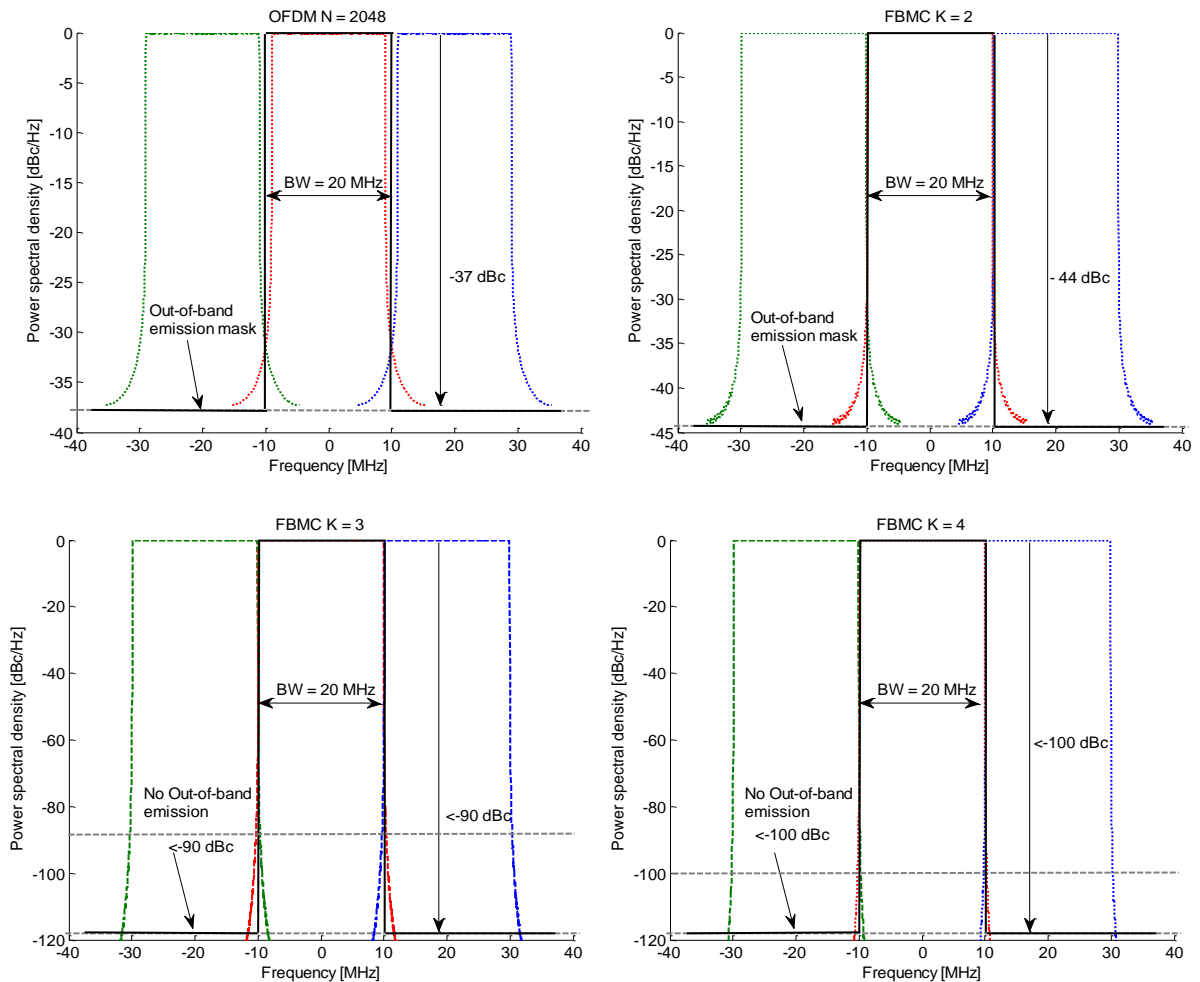 OFDM N = 2048
0
-5
-10
-15
-20
-25
-30
-35
-40
Power spectral density [dBc/Hz]
BW = 20 MHz
-37 dBc
Out-of-band
emission mask
-40 -30 -20 -10 0 10 20 30 40
Frequency [MHz]
FBMC K = 2
0
-5
-10
-15
-20
-25
-30
-35
-40
-45
Power spectral density [dBc/Hz]
BW = 20 MHz
- 44 dBc
Out-of-band
emission mask
-40 -30 -20 -10 0 10 20 30 40
Frequency [MHz]
FBMC K = 3
0
-20
-40
-60
-80
-100
-120
Power spectral density [dBc/Hz]
BW = 20 MHz
No Out-of-band
emission
<-90 dBc
<-90 dBc
-40 -30 -20 -10 0 10 20 30 40
Frequency [MHz]
FBMC K = 4
0
-20
-40
-60
-80
-100
-120
Power spectral density [dBc/Hz]
BW = 20 MHz
<-100 dBc
No Out-of-band
emission
<-100 dBc
-40 -30 -20 -10 0 10 20 30 40
Frequency [MHz]